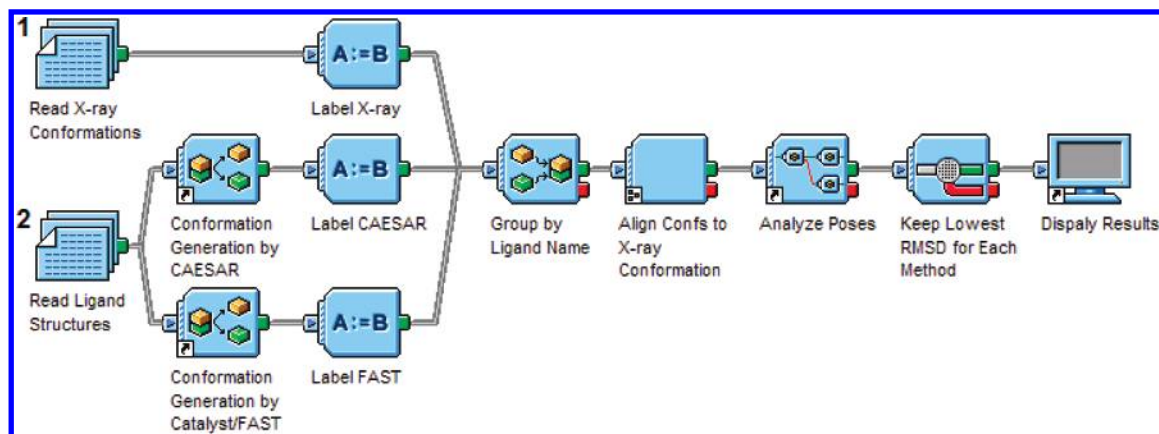 1
Read X-ray
Conformations
A:=B
Label X-ray
2
Read Ligand
Structures
Conformation
Generation by
CAESAR
A:=B
Label CAESAR
Conformation
Generation by
Catalyst/FAST
A:=B
Label FAST
Group by
Ligand Name
Align Confs to
X-ray
Conformation
Analyze Poses
Keep Lowest
RMSD for Each
Method
Dispaly Results